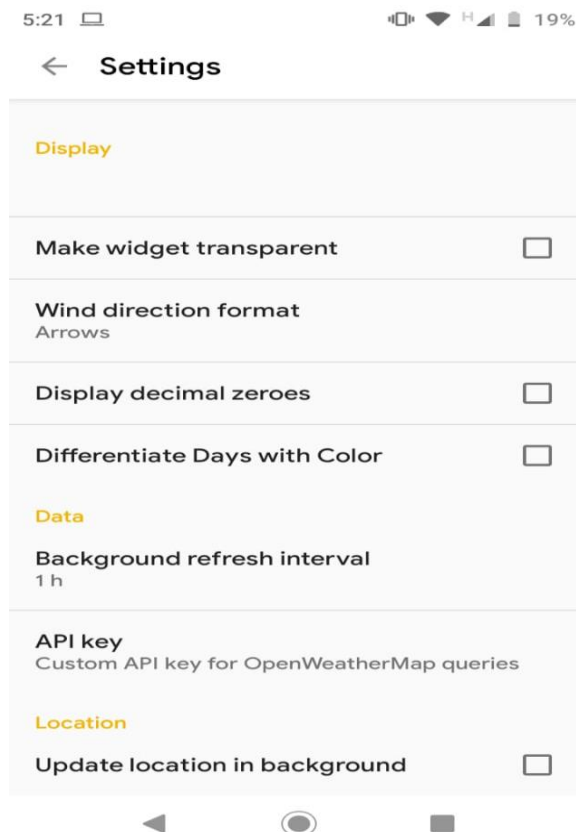 5:21 H 19%
Settings
Display
Make widget transparent
Wind direction format
Arrows
Display decimal zeroes
Differentiate Days with Color
Data
Background refresh interval
1 h
API key
Custom API key for OpenWeatherMap queries
Location
Update location in background